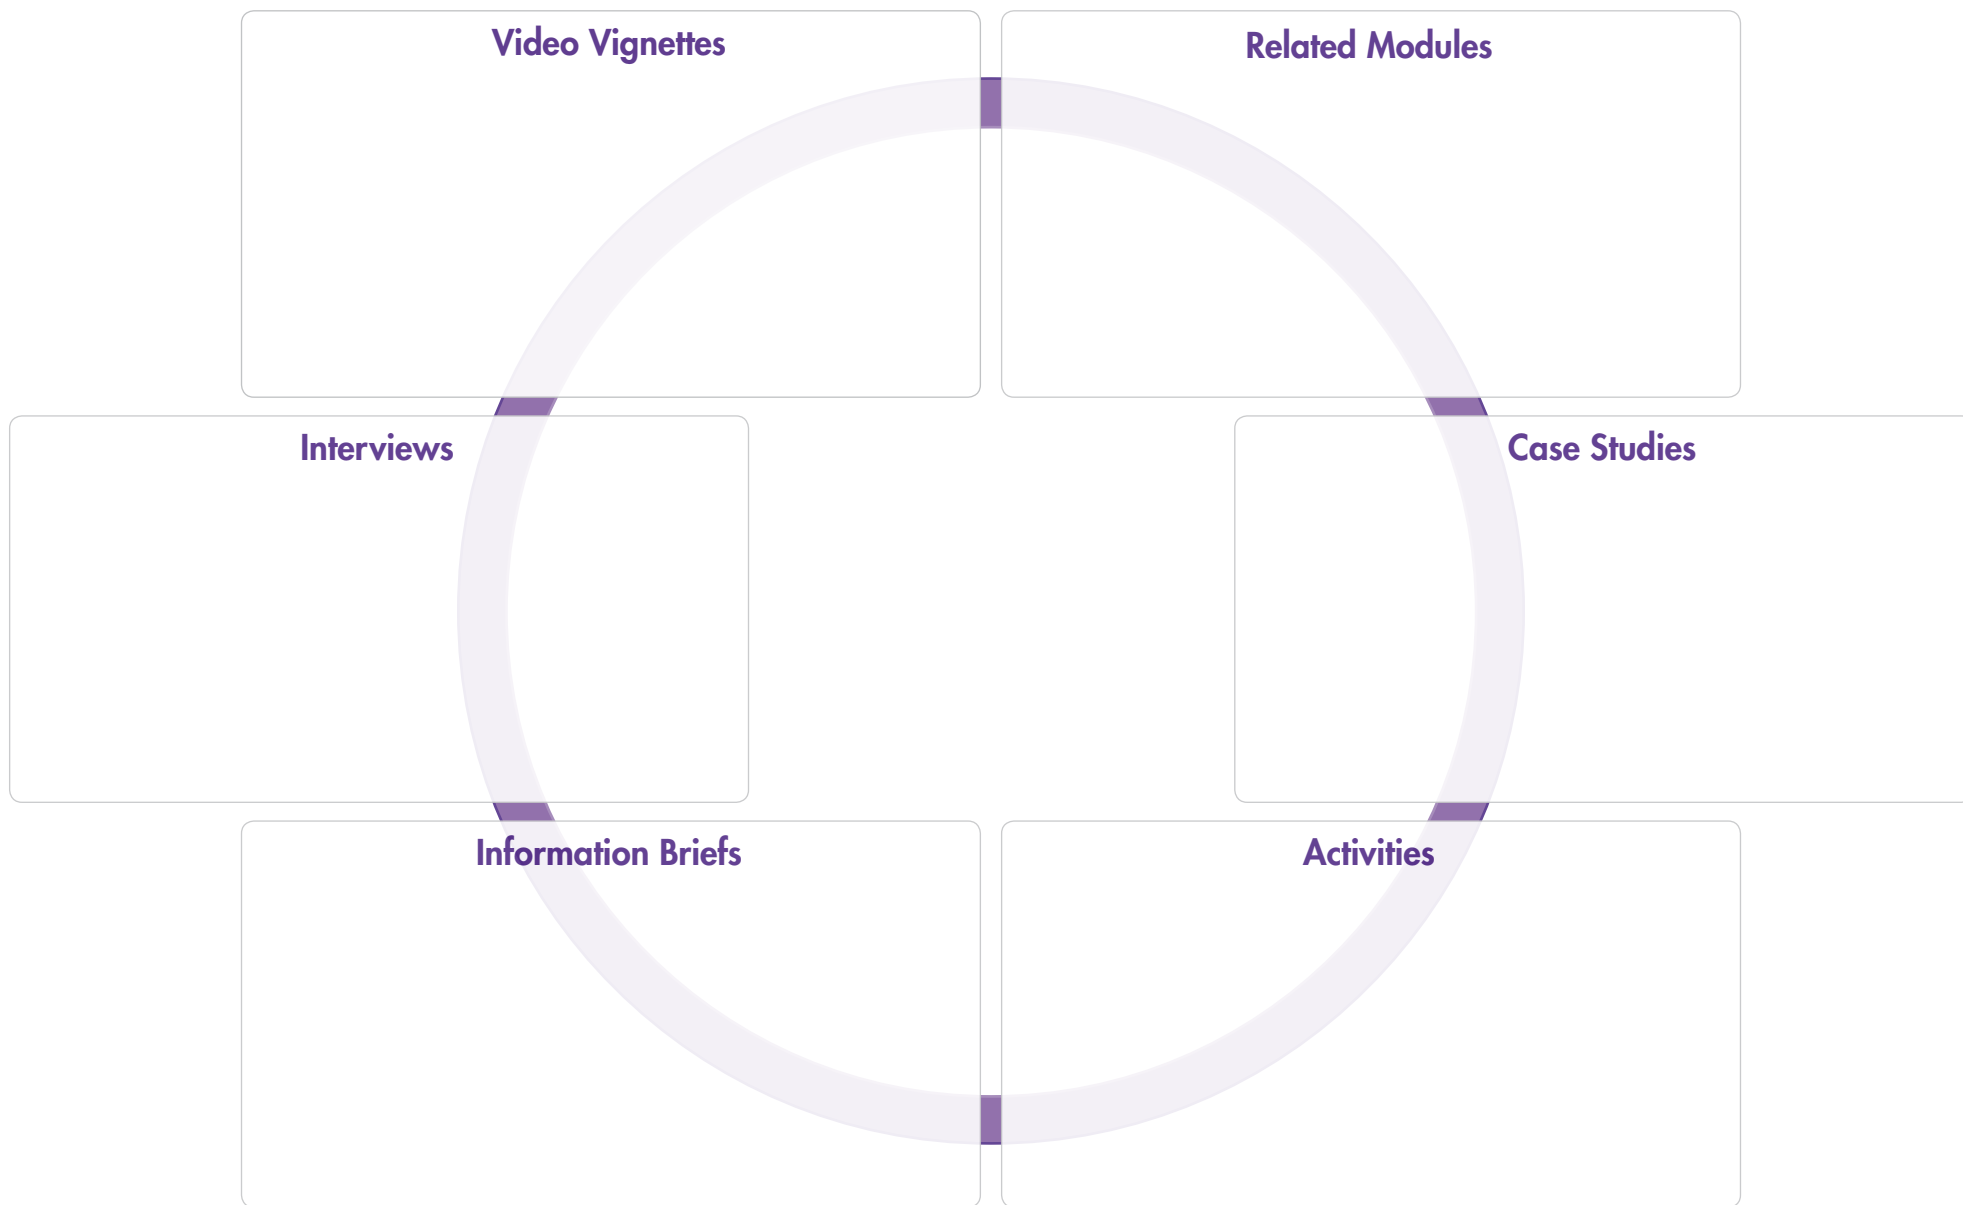 Video Vignettes
Related Modules
Interviews
Case Studies
Information Briefs
Activities